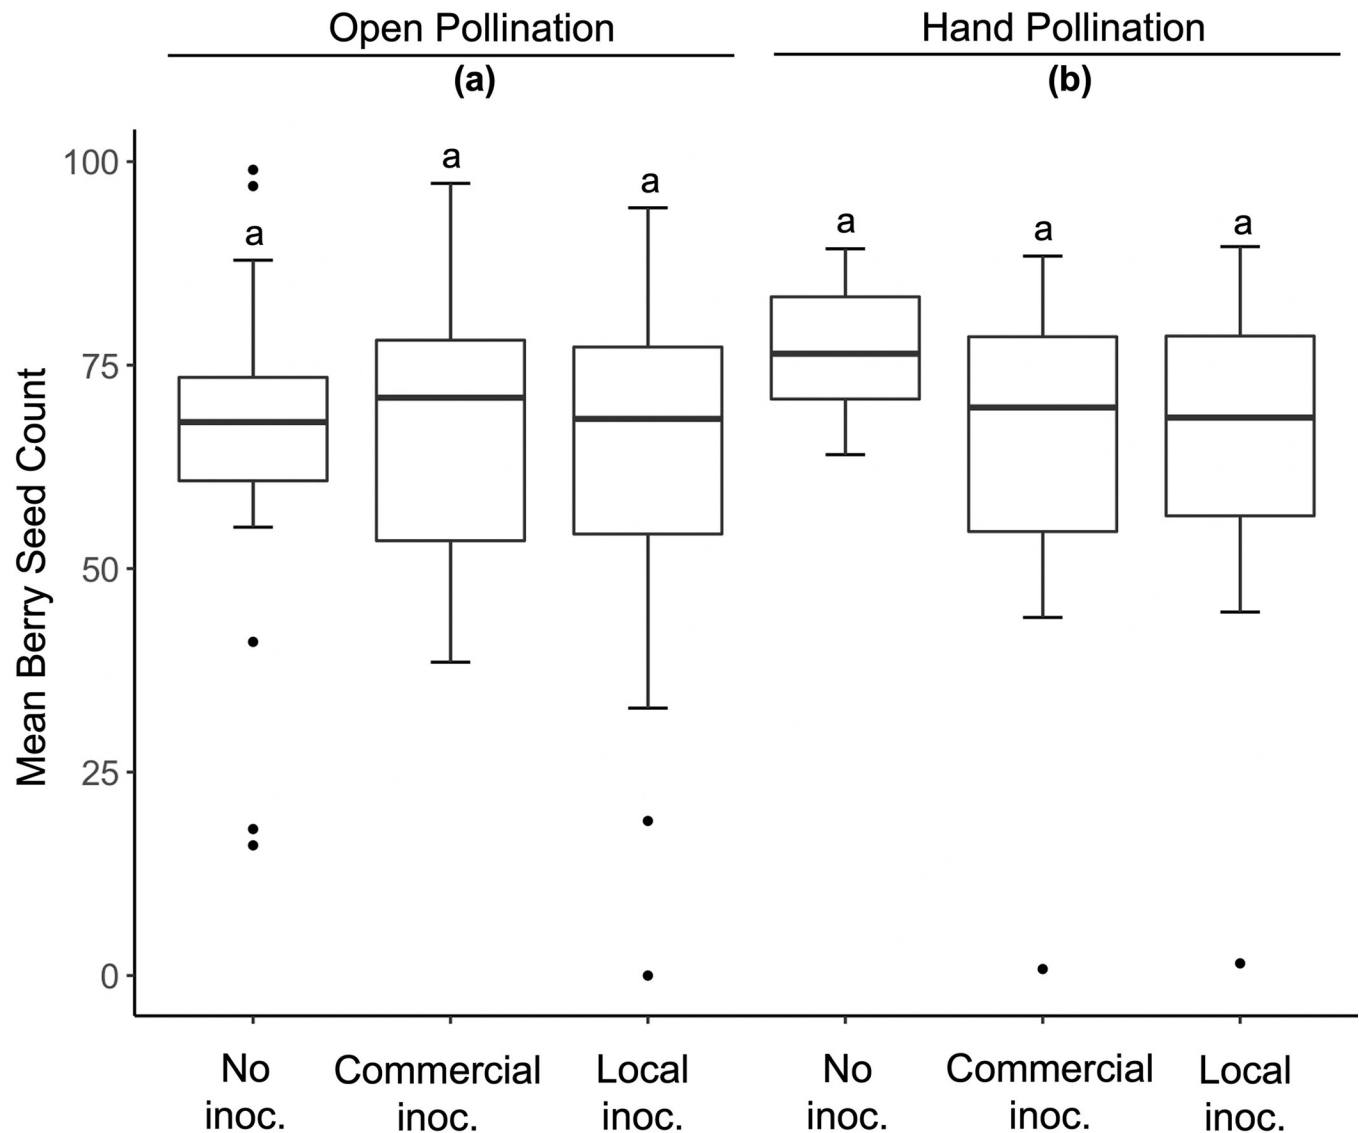 Open Pollination
Hand Pollination
(a)
(b)
Mean Berry Seed Count
100
75
50
25
0
a
a
a
a
a
a
No
inoc.
Commercial
inoc.
Local
inoc.
No
inoc.
Commercial
inoc.
Local
inoc.